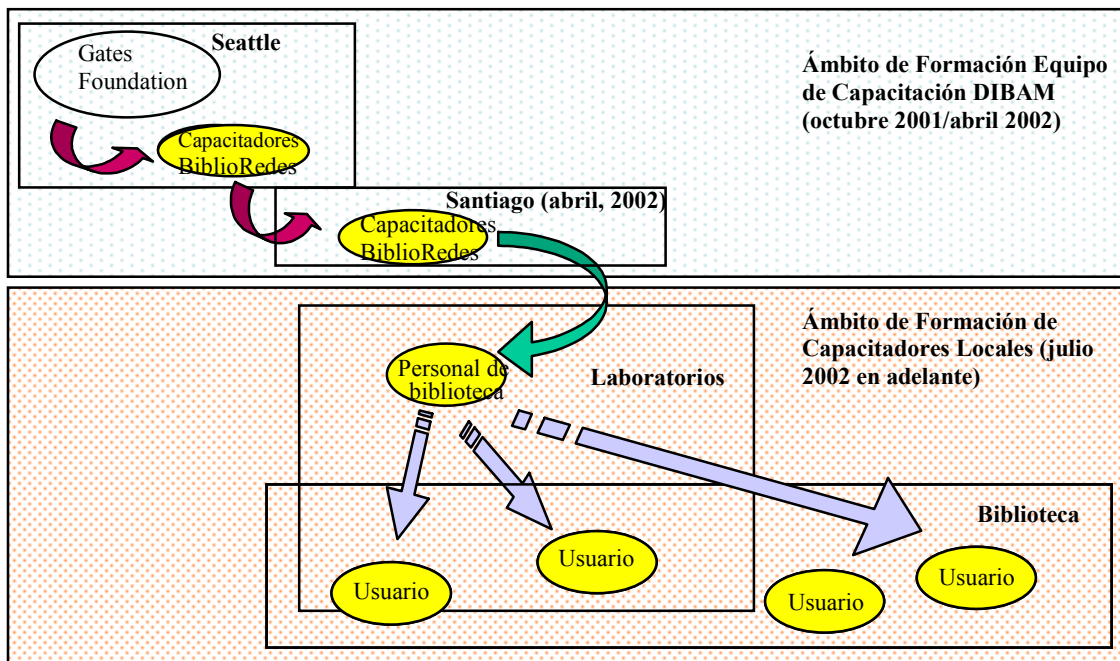 Seattle
Gates
Foundation
Ámbito de Formación Equipo
de Capacitación DIBAM
(octubre 2001/abril 2002)
Capacitadores
BiblioRedes
Santiago (abril, 2002)
Capacitadores
BiblioRedes
Ámbito de Formación de
Capacitadores Locales (julio
2002 en adelante)
Personal de
biblioteca
Laboratorios
Biblioteca
Usuario
Usuario
Usuario
Usuario